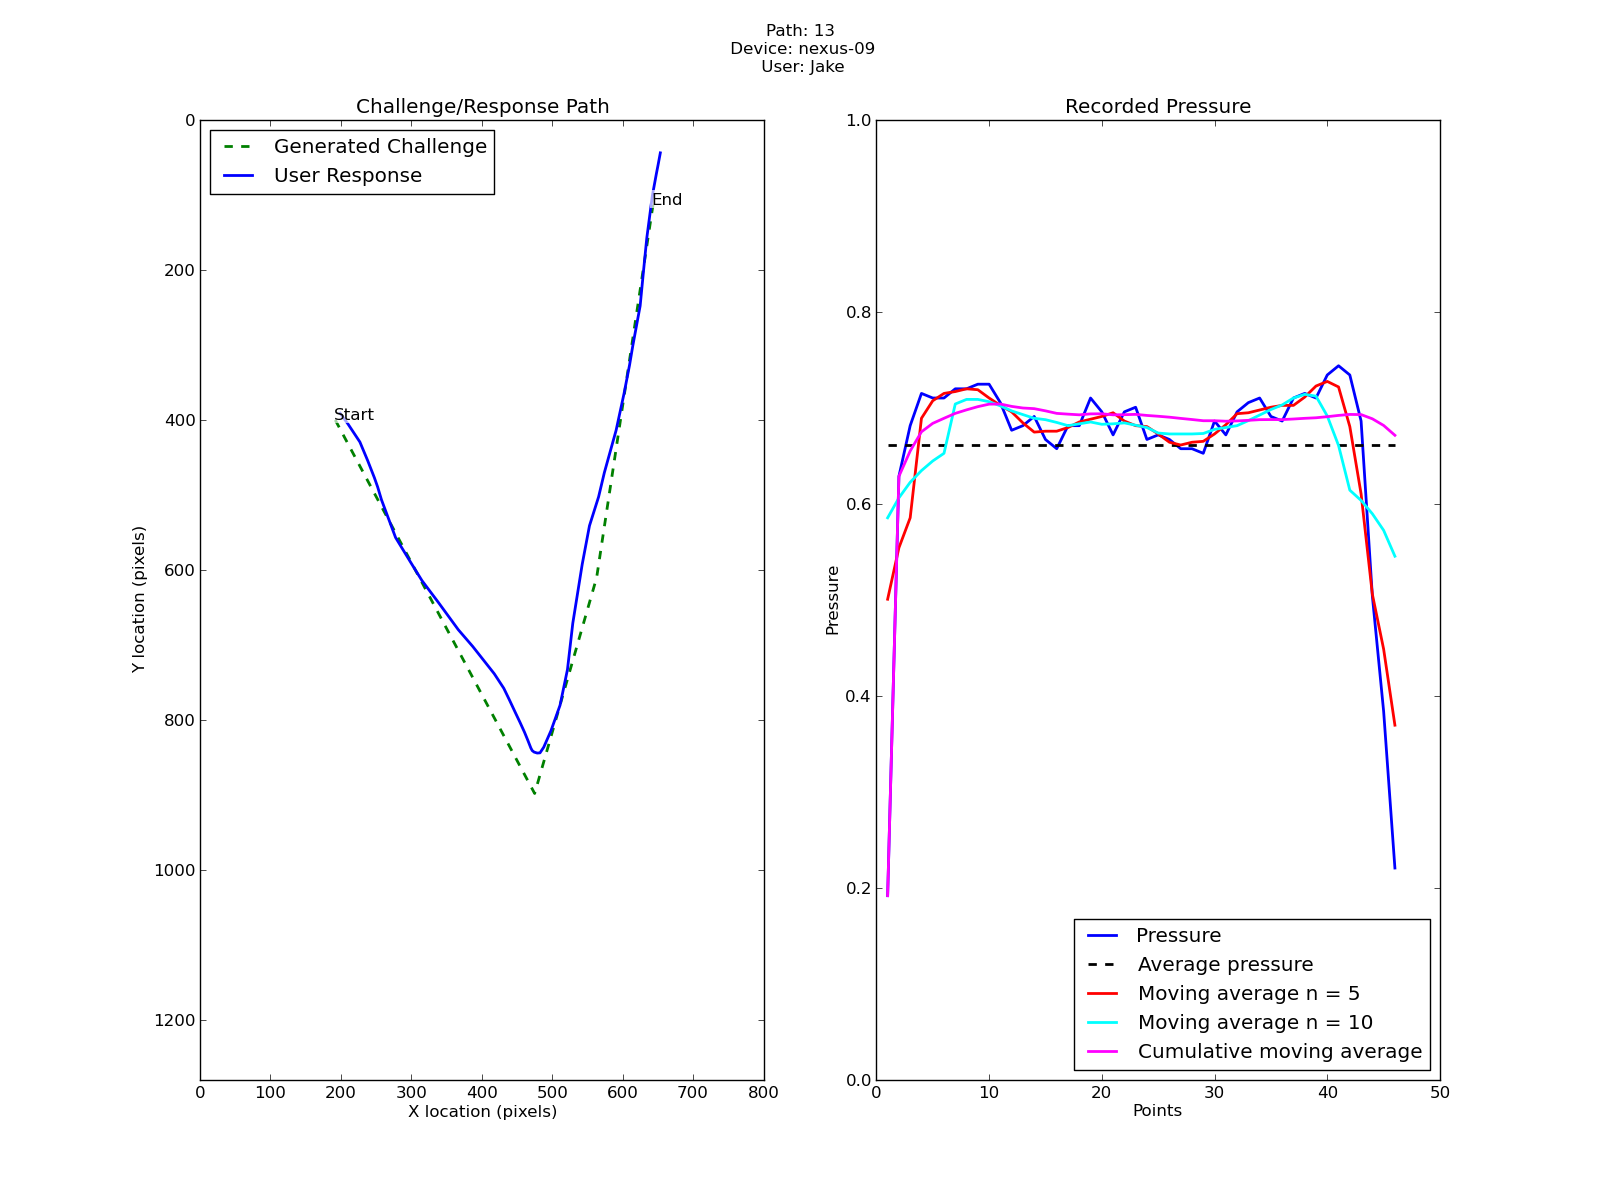 Path: 13
Device: nexus-09
User: Jake
Challenge/Response Path
Generated Challenge
User Response
Start
End
0
200
400
600
800
1000
1200
Y location (pixels)
0 100 200 300 400 500 600 700 800
X location (pixels)
Recorded Pressure
1.0
0.8
0.6
0.4
0.2
0.0
Pressure
Pressure
Average pressure
Moving average n = 5
Moving average n = 10
Cumulative moving average
0 10 20 30 40 50
Points